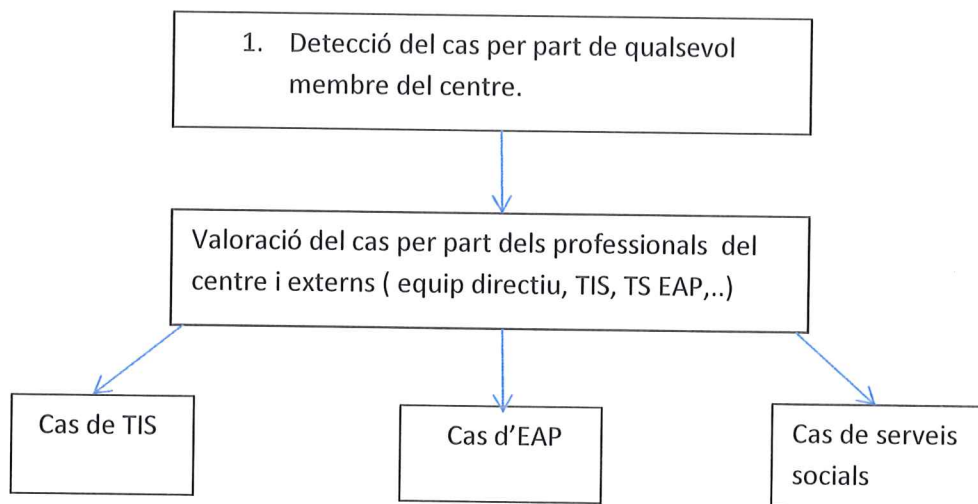 1. Detecció del cas per part de qualsevol
membre del centre.
Valoració del cas per part dels professionals del
centre i externs ( equip directiu, TIS, TS EAP,..)
Cas de TIS
Cas d'EAP
Cas de serveis
socials